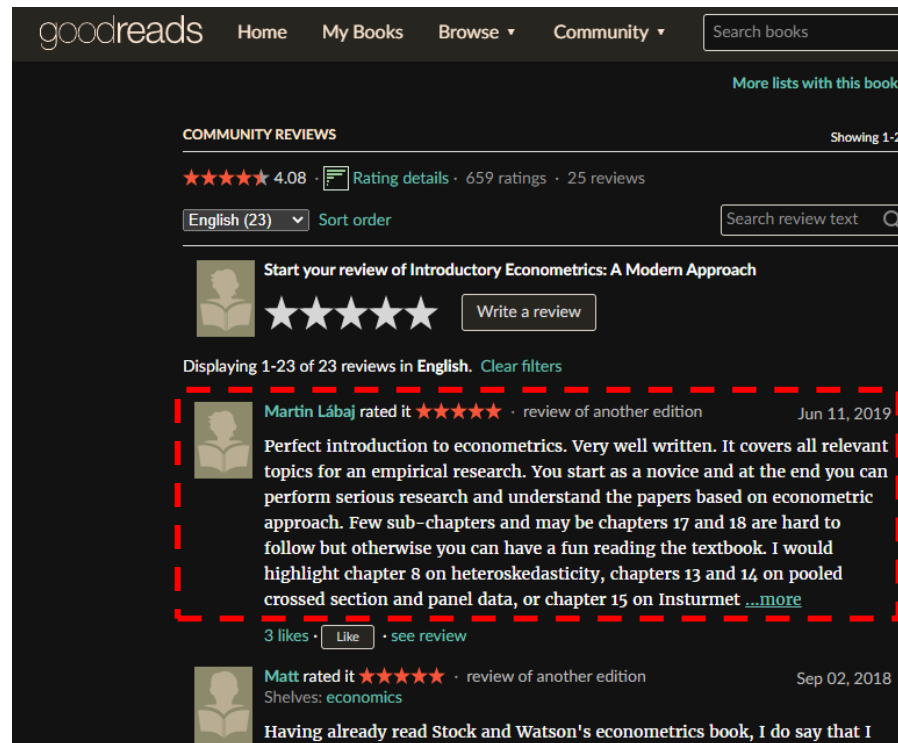 goodreads Home My Books Browse ▾ Community ▾ Search books
More lists with this book
COMMUNITY REVIEWS Showing 1-2
4.08 · Rating details · 659 ratings · 25 reviews
English (23) Sort order Search review text
Start your review of Introductory Econometrics: A Modern Approach
Write a review
Displaying 1-23 of 23 reviews in English. Clear filters
Martin Lábaj rated it · review of another edition Jun 11, 2019
Perfect introduction to econometrics. Very well written. It covers all relevant
topics for an empirical research. You start as a novice and at the end you can
perform serious research and understand the papers based on econometric
approach. Few sub-chapters and may be chapters 17 and 18 are hard to
follow but otherwise you can have a fun reading the textbook. I would
highlight chapter 8 on heteroskedasticity, chapters 13 and 14 on pooled
crossed section and panel data, or chapter 15 on Insturmet ...more
3 likes · Like · see review
Matt rated it · review of another edition Sep 02, 2018
Shelves: economics
Having already read Stock and Watson's econometrics book, I do say that I